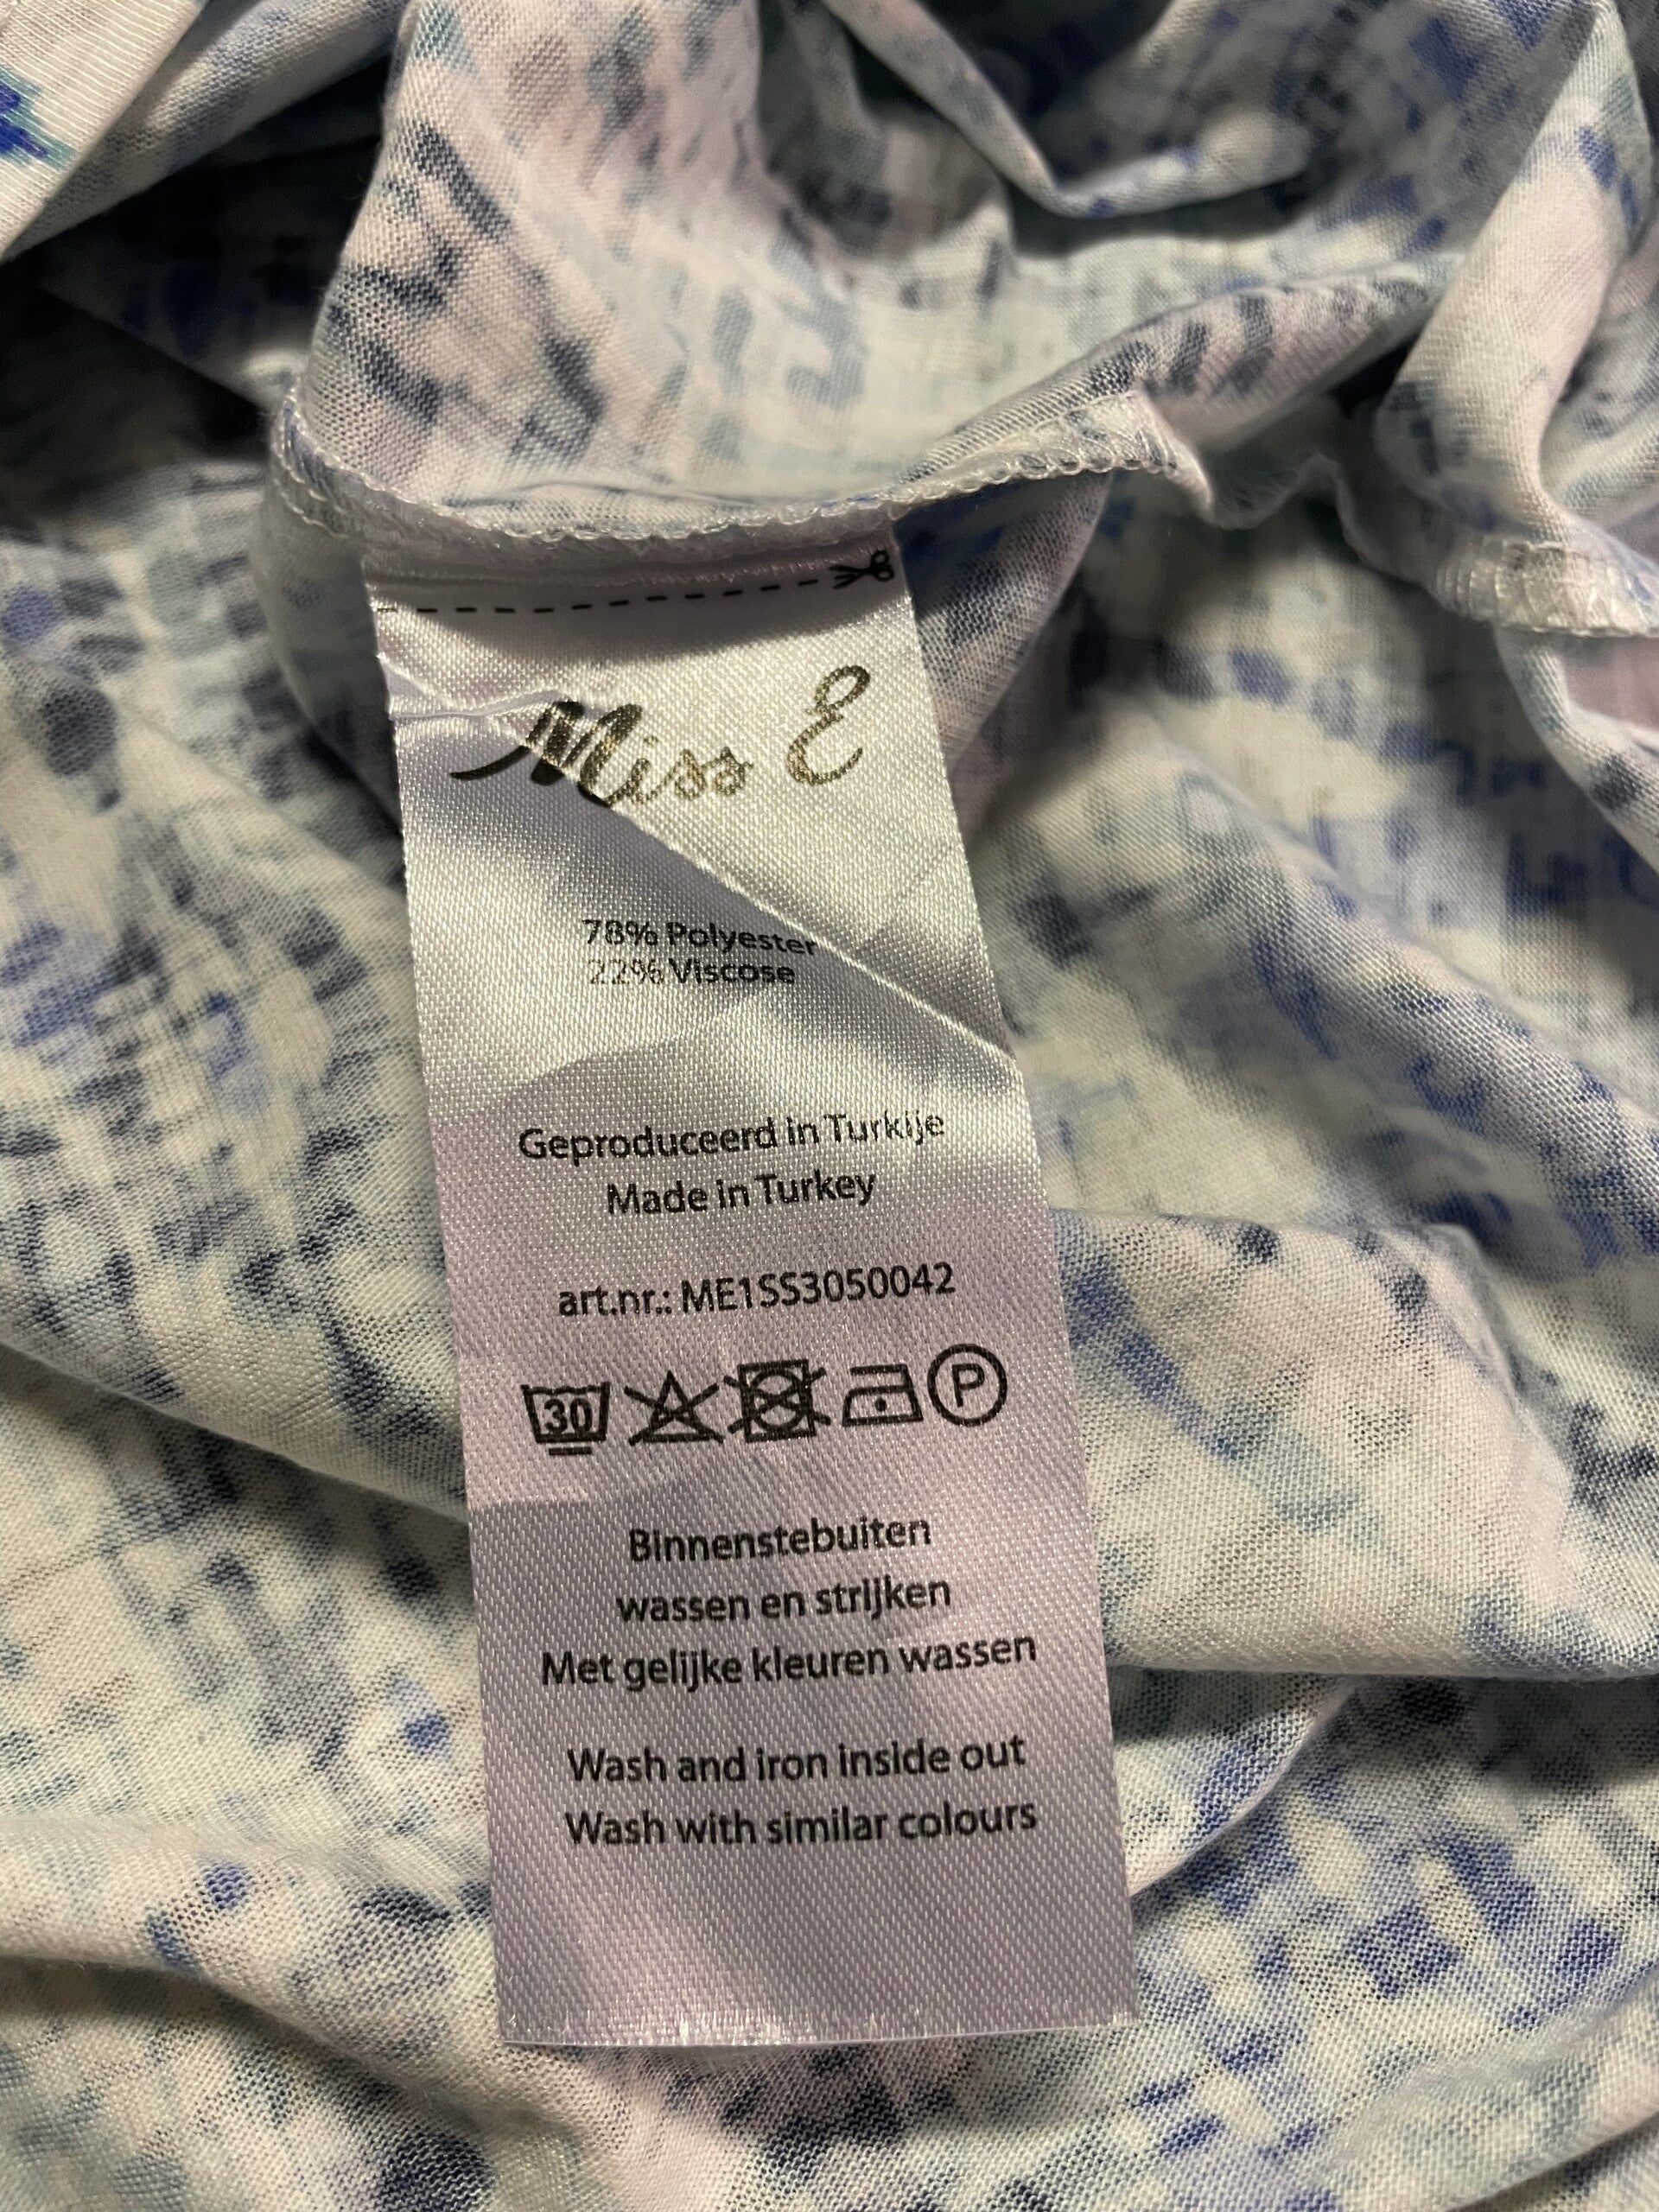 Miss E
78% Polyester
22% Viscose
Geproduceerd in Turkije
Made in Turkey
art.nr.: ME1SS3050042
30 P
Binnenstebuiten
wassen en strijken
Met gelijke kleuren wassen
Wash and iron inside out
Wash with similar colours